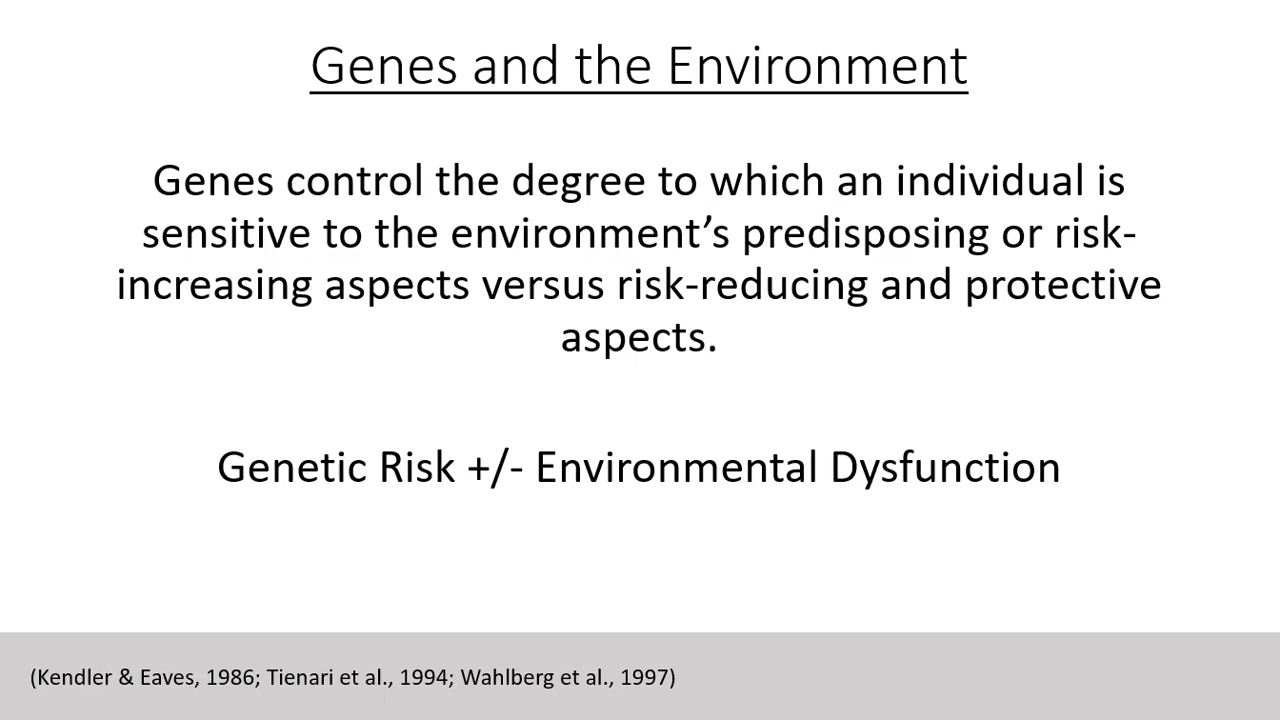 Genes and the Environment
Genes control the degree to which an individual is
sensitive to the environment’s predisposing or risk-
increasing aspects versus risk-reducing and protective
aspects.
Genetic Risk +/- Environmental Dysfunction
(Kendler & Eaves, 1986; Tienari et al., 1994; Wahlberg et al., 1997)